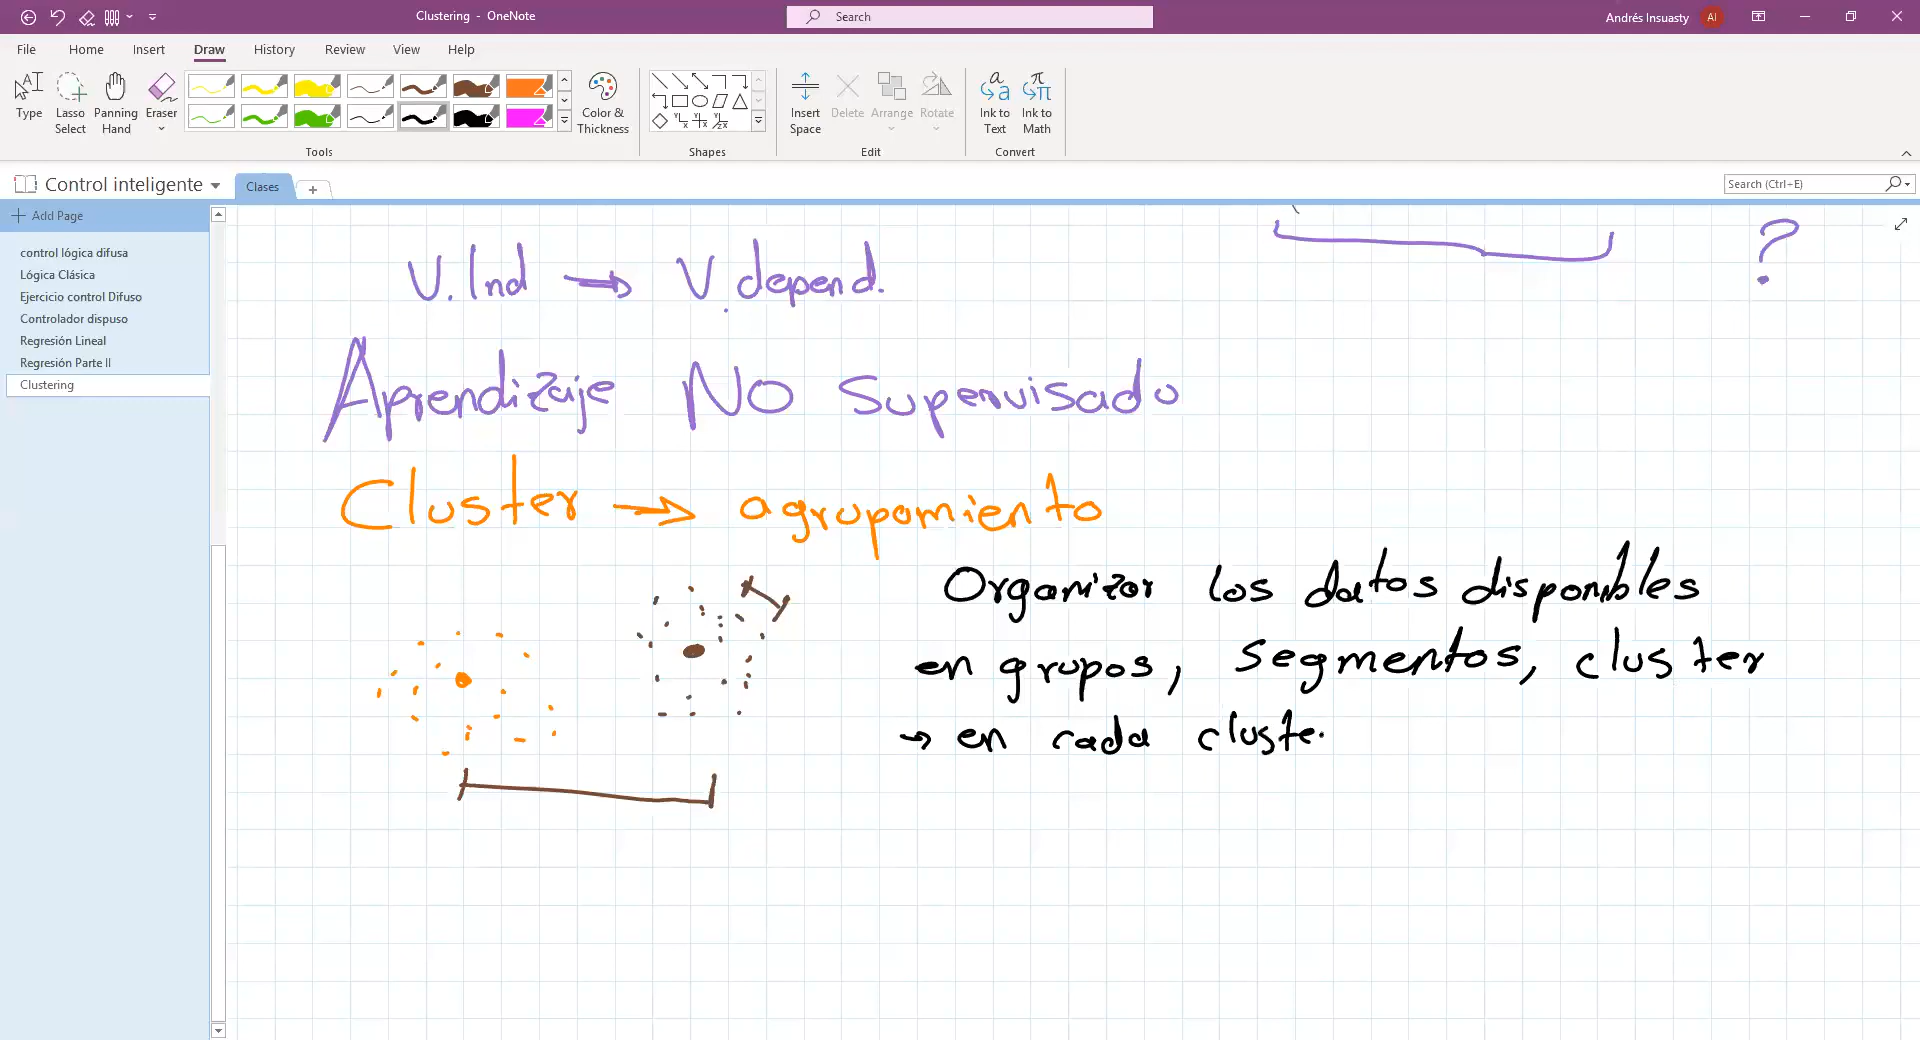 Clustering - OneNote
Search
Andrés Insuasty
AI
File Home Insert Draw History Review View Help
Type
Lasso Select
Panning Hand
Eraser
Color & Thickness
Insert Space
Delete
Arrange
Rotate
Ink to Text
Ink to Math
Tools
Shapes
Edit
Convert
Control inteligente
Clases
Search (Ctrl+E)
Add Page
control lógica difusa
Lógica Clásica
Ejercicio control Difuso
Controlador dispuso
Regresión Lineal
Regresión Parte II
Clustering
V. Ind → V. depend. ?
Aprendizaje NO Supervisado
Cluster → agrupamiento
Organizar los datos disponibles
en grupos, segmentos, cluster
→ en cada cluste.